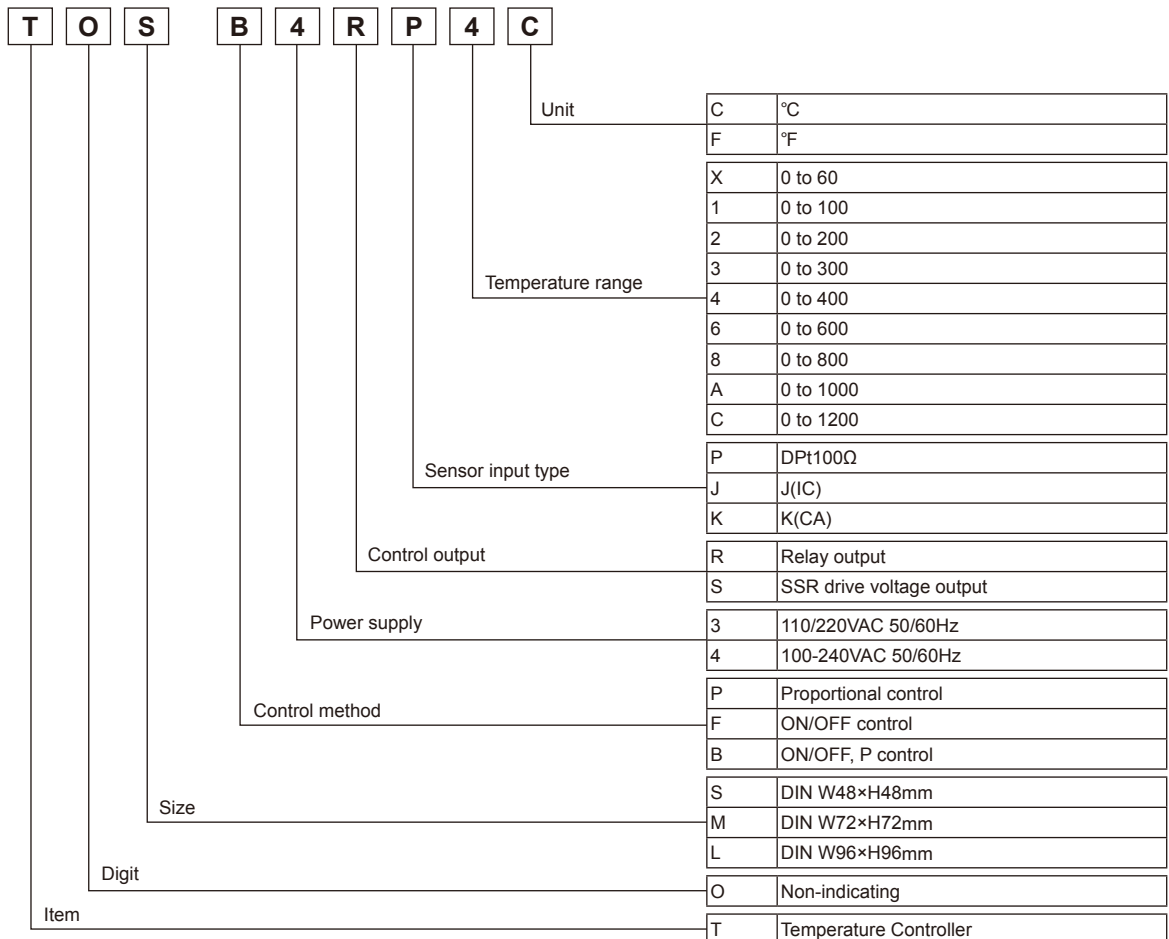 T O S B 4 R P 4 C
Unit C ℃
F ℉
X 0 to 60
1 0 to 100
2 0 to 200
3 0 to 300
Temperature range
4 0 to 400
6 0 to 600
8 0 to 800
A 0 to 1000
C 0 to 1200
P DPt100Ω
Sensor input type
J J(IC)
K K(CA)
Control output R Relay output
S SSR drive voltage output
Power supply 3 110/220VAC 50/60Hz
4 100-240VAC 50/60Hz
P Proportional control
Control method
F ON/OFF control
B ON/OFF, P control
S DIN W48×H48mm
Size
M DIN W72×H72mm
L DIN W96×H96mm
Digit
O Non-indicating
Item
T Temperature Controller